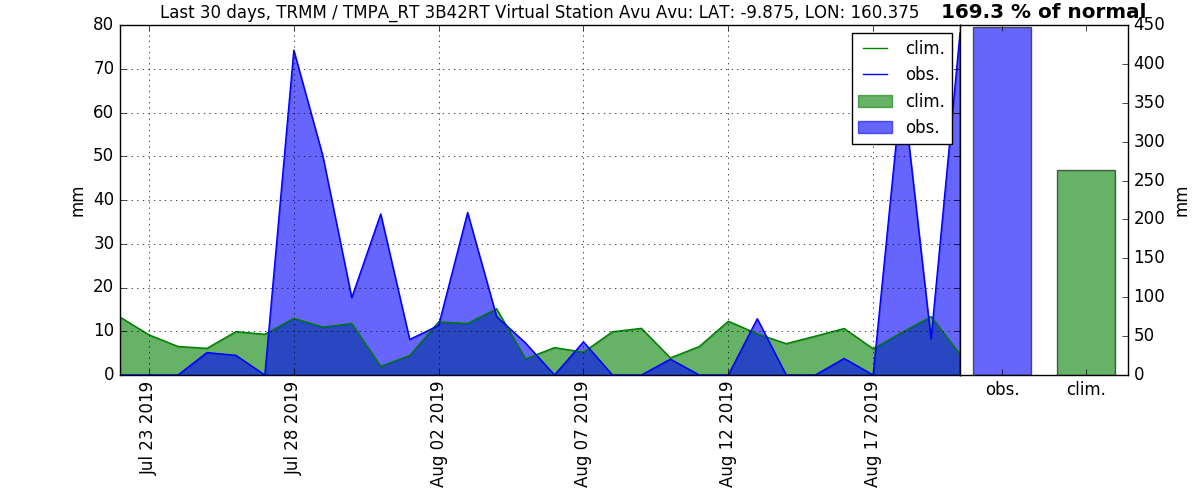 Last 30 days, TRMM / TMPA_RT 3B42RT Virtual Station Avu Avu: LAT: -9.875, LON: 160.375
169.3 % of normal
80
70
60
50
40
30
20
10
0
mm
clim.
obs.
clim.
obs.
450
400
350
300
250
200
150
100
50
0
mm
Jul 23 2019
Jul 28 2019
Aug 02 2019
Aug 07 2019
Aug 12 2019
Aug 17 2019
obs.
clim.